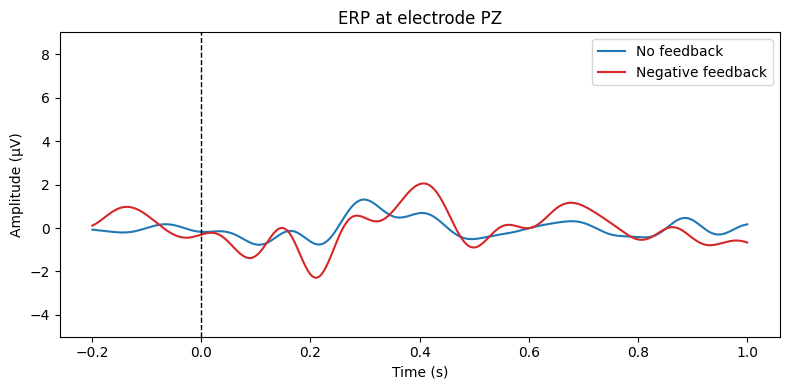 ERP at electrode PZ
No feedback
Negative feedback
Amplitude (µV)
8
6
4
2
0
−2
−4
−0.2
0.0
0.2
0.4
0.6
0.8
1.0
Time (s)